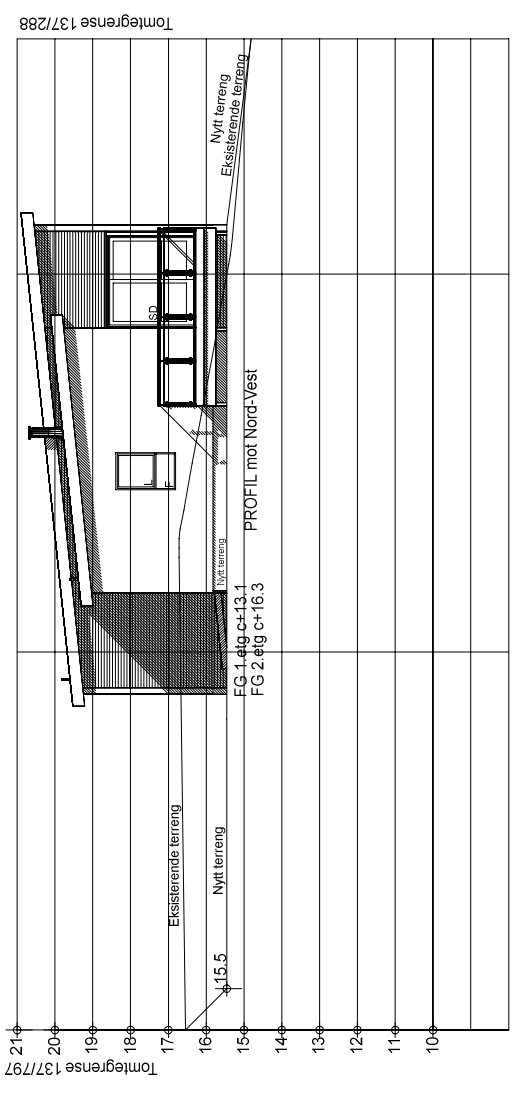 Tomtegrense 137/288
Nytt terreng
Eksisterende terreng
SD
L
F
PROFIL mot Nord-Vest
Nytt terreng
FG 1.etg c+13.1
FG 2.etg c+16.3
Eksisterende terreng
Nytt terreng
15.5
21
20
19
18
17
16
15
14
13
12
11
10
Tomtegrense 137/797